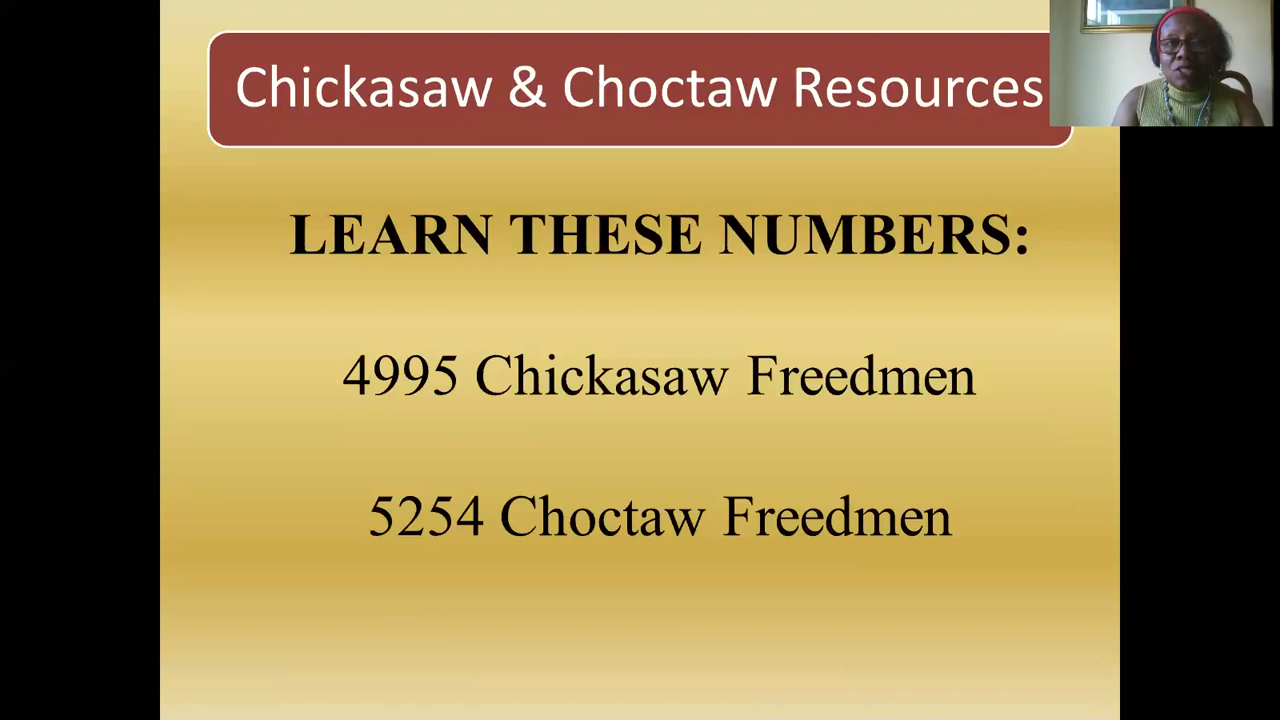 Chickasaw & Choctaw Resources
LEARN THESE NUMBERS:
4995 Chickasaw Freedmen
5254 Choctaw Freedmen